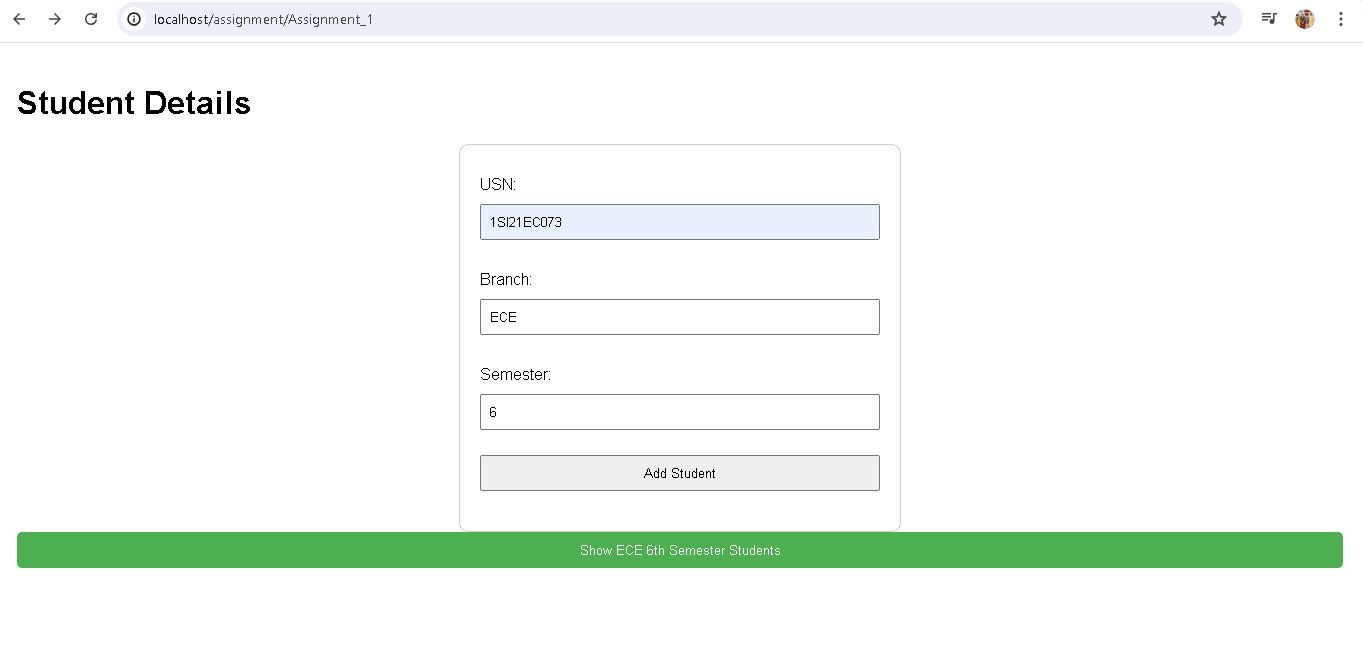 localhost/assignment/Assignment_1
Student Details
USN:
1SI21EC073
Branch:
ECE
Semester:
6
Add Student
Show ECE 6th Semester Students